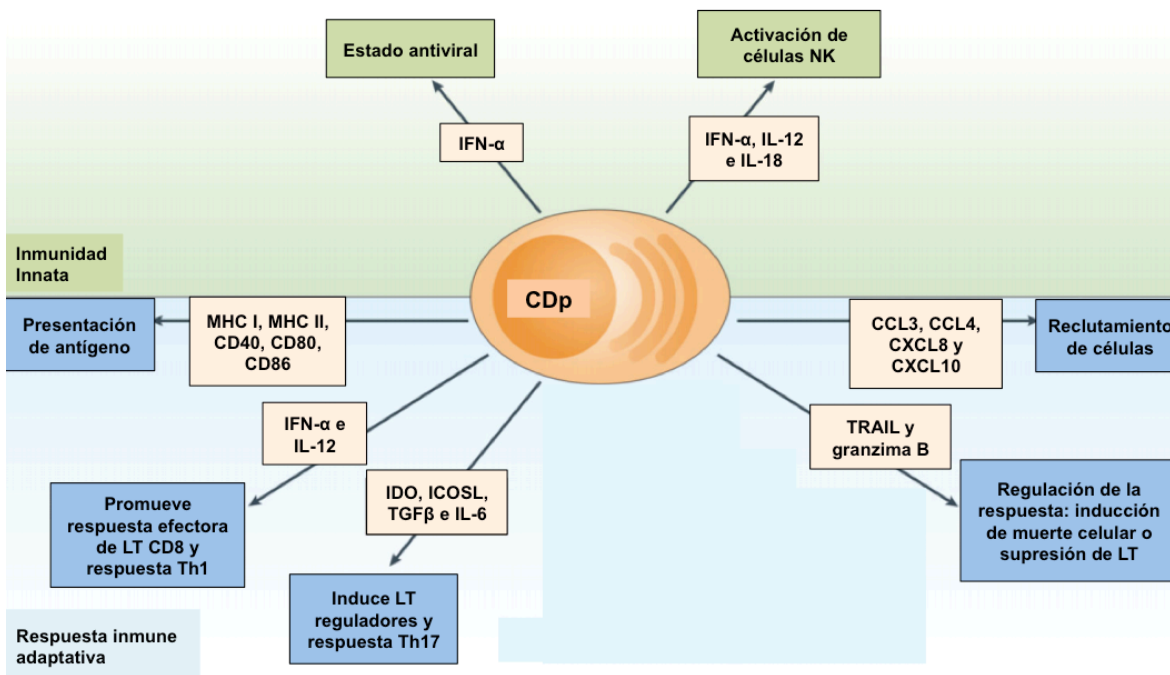 Estado antiviral
Activación de
células NK
IFN-α
IFN-α, IL-12
e IL-18
Inmunidad
Innata
CDp
Presentación
de antígeno
MHC I, MHC II,
CD40, CD80,
CD86
CCL3, CCL4,
CXCL8 y
CXCL10
Reclutamiento
de células
IFN-α e
IL-12
TRAIL y
granzima B
IDO, ICOSL,
TGFβ e IL-6
Promueve
respuesta efectora
de LT CD8 y
respuesta Th1
Regulación de la
respuesta: inducción
de muerte celular o
supresión de LT
Induce LT
reguladores y
respuesta Th17
Respuesta inmune
adaptativa